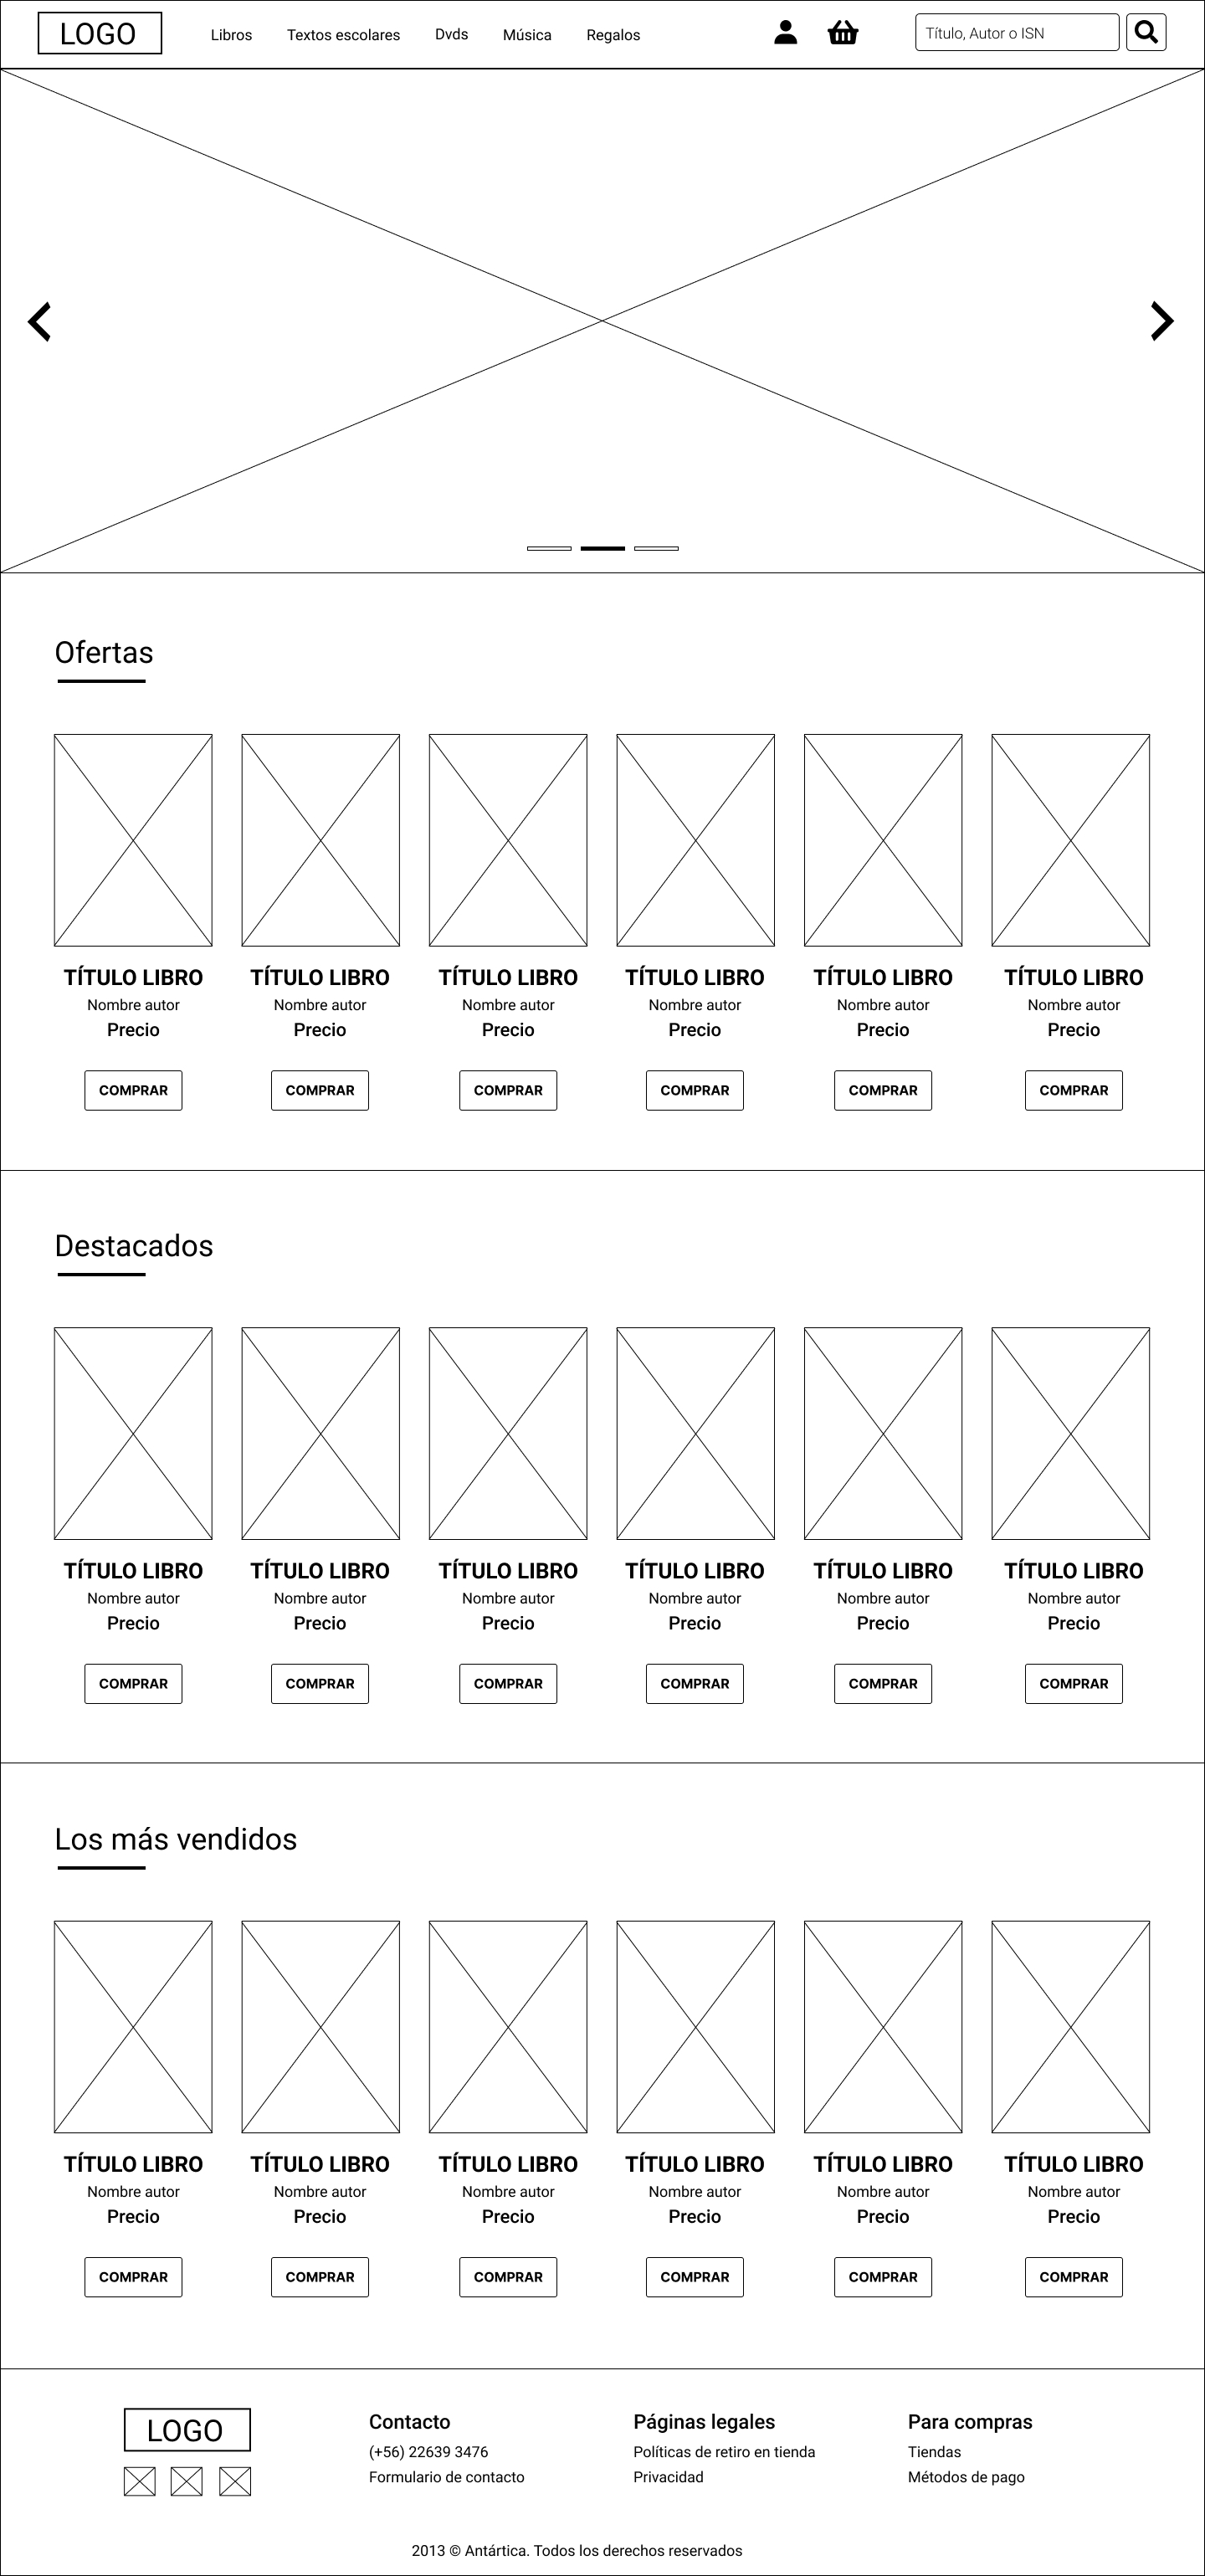 LOGO Libros Textos escolares Dvds Música Regalos Título, Autor o ISN
Ofertas
TÍTULO LIBRO TÍTULO LIBRO TÍTULO LIBRO TÍTULO LIBRO TÍTULO LIBRO TÍTULO LIBRO
Nombre autor Nombre autor Nombre autor Nombre autor Nombre autor Nombre autor
Precio Precio Precio Precio Precio Precio
COMPRAR COMPRAR COMPRAR COMPRAR COMPRAR COMPRAR
Destacados
TÍTULO LIBRO TÍTULO LIBRO TÍTULO LIBRO TÍTULO LIBRO TÍTULO LIBRO TÍTULO LIBRO
Nombre autor Nombre autor Nombre autor Nombre autor Nombre autor Nombre autor
Precio Precio Precio Precio Precio Precio
COMPRAR COMPRAR COMPRAR COMPRAR COMPRAR COMPRAR
Los más vendidos
TÍTULO LIBRO TÍTULO LIBRO TÍTULO LIBRO TÍTULO LIBRO TÍTULO LIBRO TÍTULO LIBRO
Nombre autor Nombre autor Nombre autor Nombre autor Nombre autor Nombre autor
Precio Precio Precio Precio Precio Precio
COMPRAR COMPRAR COMPRAR COMPRAR COMPRAR COMPRAR
LOGO
Contacto
(+56) 22639 3476
Formulario de contacto
Páginas legales
Políticas de retiro en tienda
Privacidad
Para compras
Tiendas
Métodos de pago
2013 © Antártica. Todos los derechos reservados